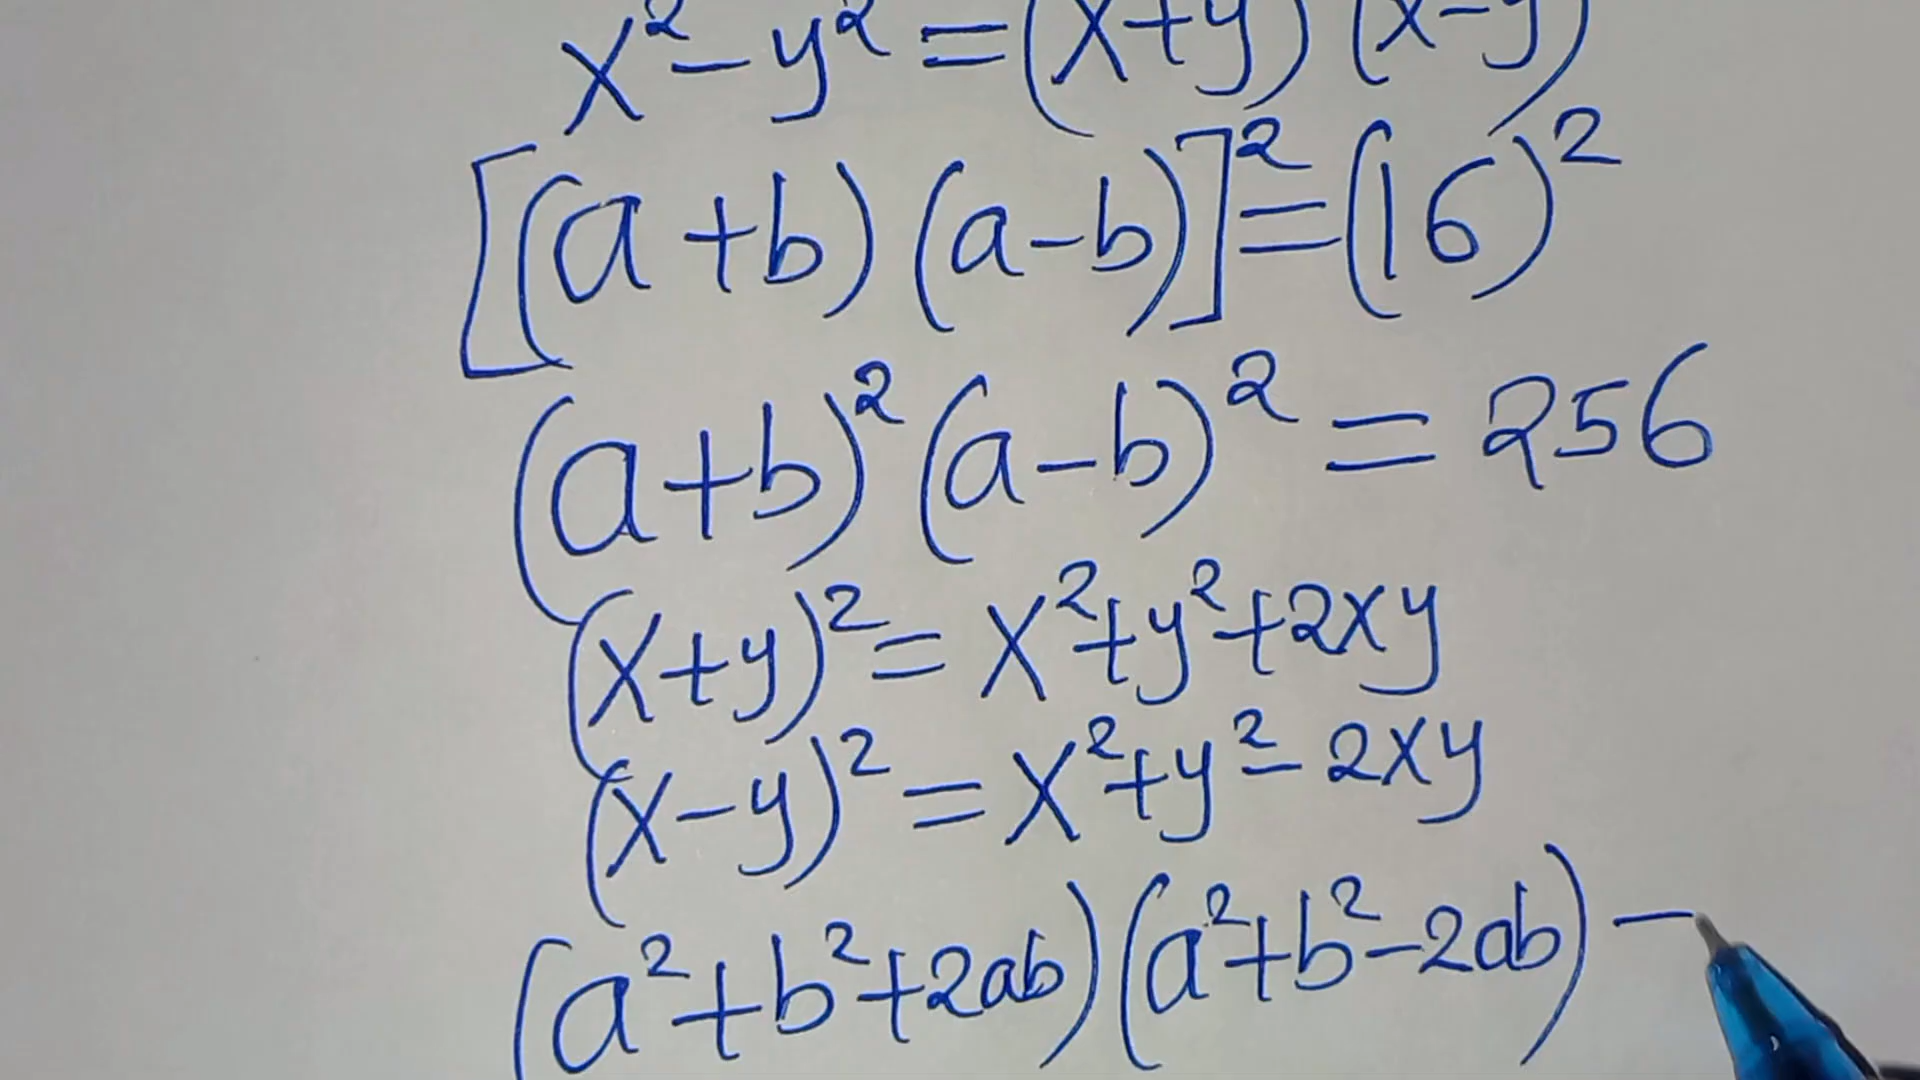 x²-y²=(x+y)(x-y)
[(a+b)(a-b)]²=(16)²
(a+b)²(a-b)²=256
(x+y)²=x²+y²+2xy
(x-y)²=x²+y²-2xy
(a²+b²+2ab)(a²+b²-2ab)-